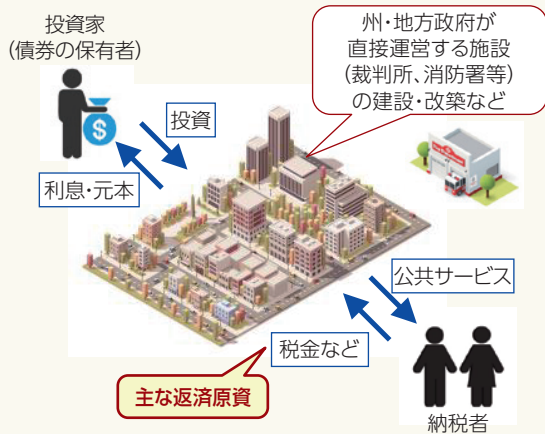 投資家
(債券の保有者)
州・地方政府が
直接運営する施設
(裁判所、消防署等)
の建設・改築など
$
投資
利息・元本
公共サービス
税金など
主な返済原資
納税者